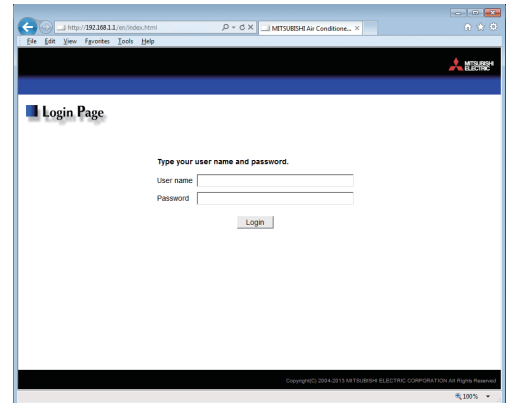 http://192.168.1.1/en/index.html
MITSUBISHI Air Conditione...
File Edit View Favorites Tools Help
MITSUBISHI
ELECTRIC
Login Page
Type your user name and password.
User name
Password
Login
Copyright(C) 2004-2013 MITSUBISHI ELECTRIC CORPORATION All Rights Reserved
100%